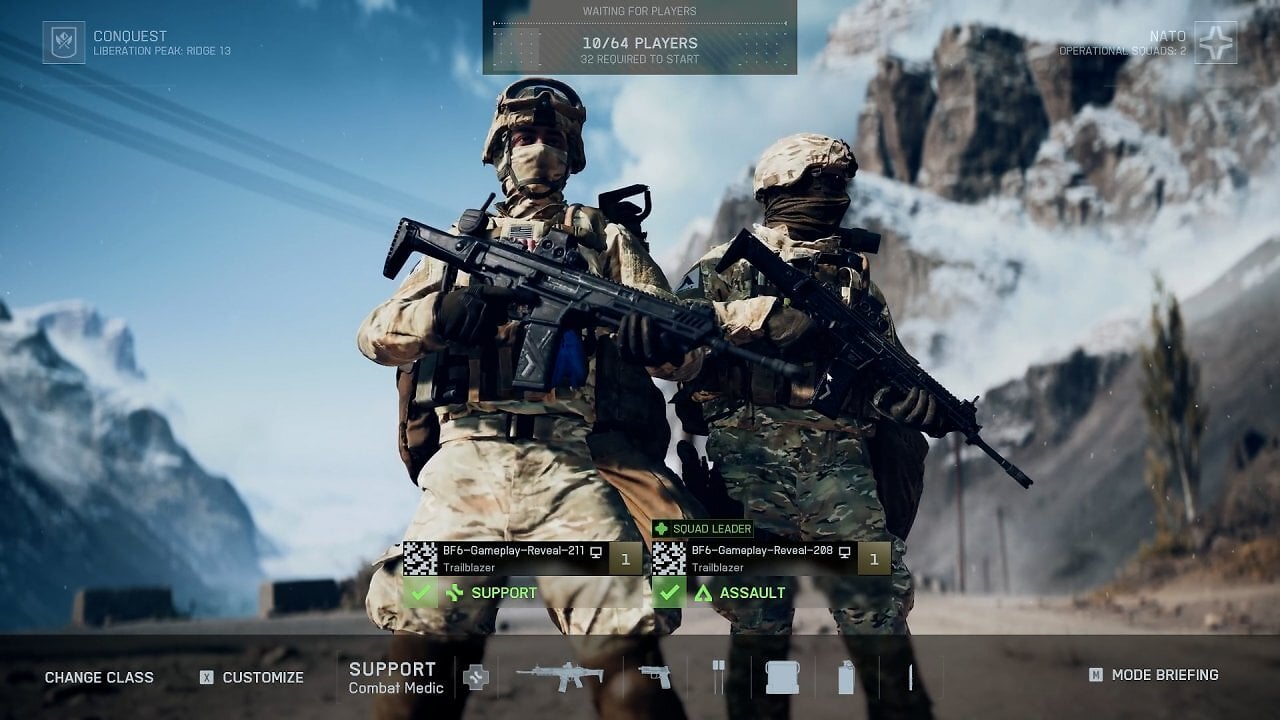 WAITING FOR PLAYERS
10/64 PLAYERS
32 REQUIRED TO START
CONQUEST
LIBERATION PEAK: RIDGE 13
NATO
OPERATIONAL SQUADS: 2
SQUAD LEADER
BF6-Gameplay-Reveal-211
1
Trailblazer
SUPPORT
BF6-Gameplay-Reveal-208
1
Trailblazer
ASSAULT
CHANGE CLASS
X CUSTOMIZE
SUPPORT
Combat Medic
M MODE BRIEFING